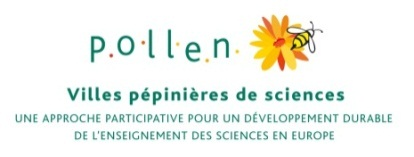 p.o.l.l.e.n.
Villes pépinières de sciences
UNE APPROCHE PARTICIPATIVE POUR UN DÉVELOPPEMENT DURABLE
DE L'ENSEIGNEMENT DES SCIENCES EN EUROPE